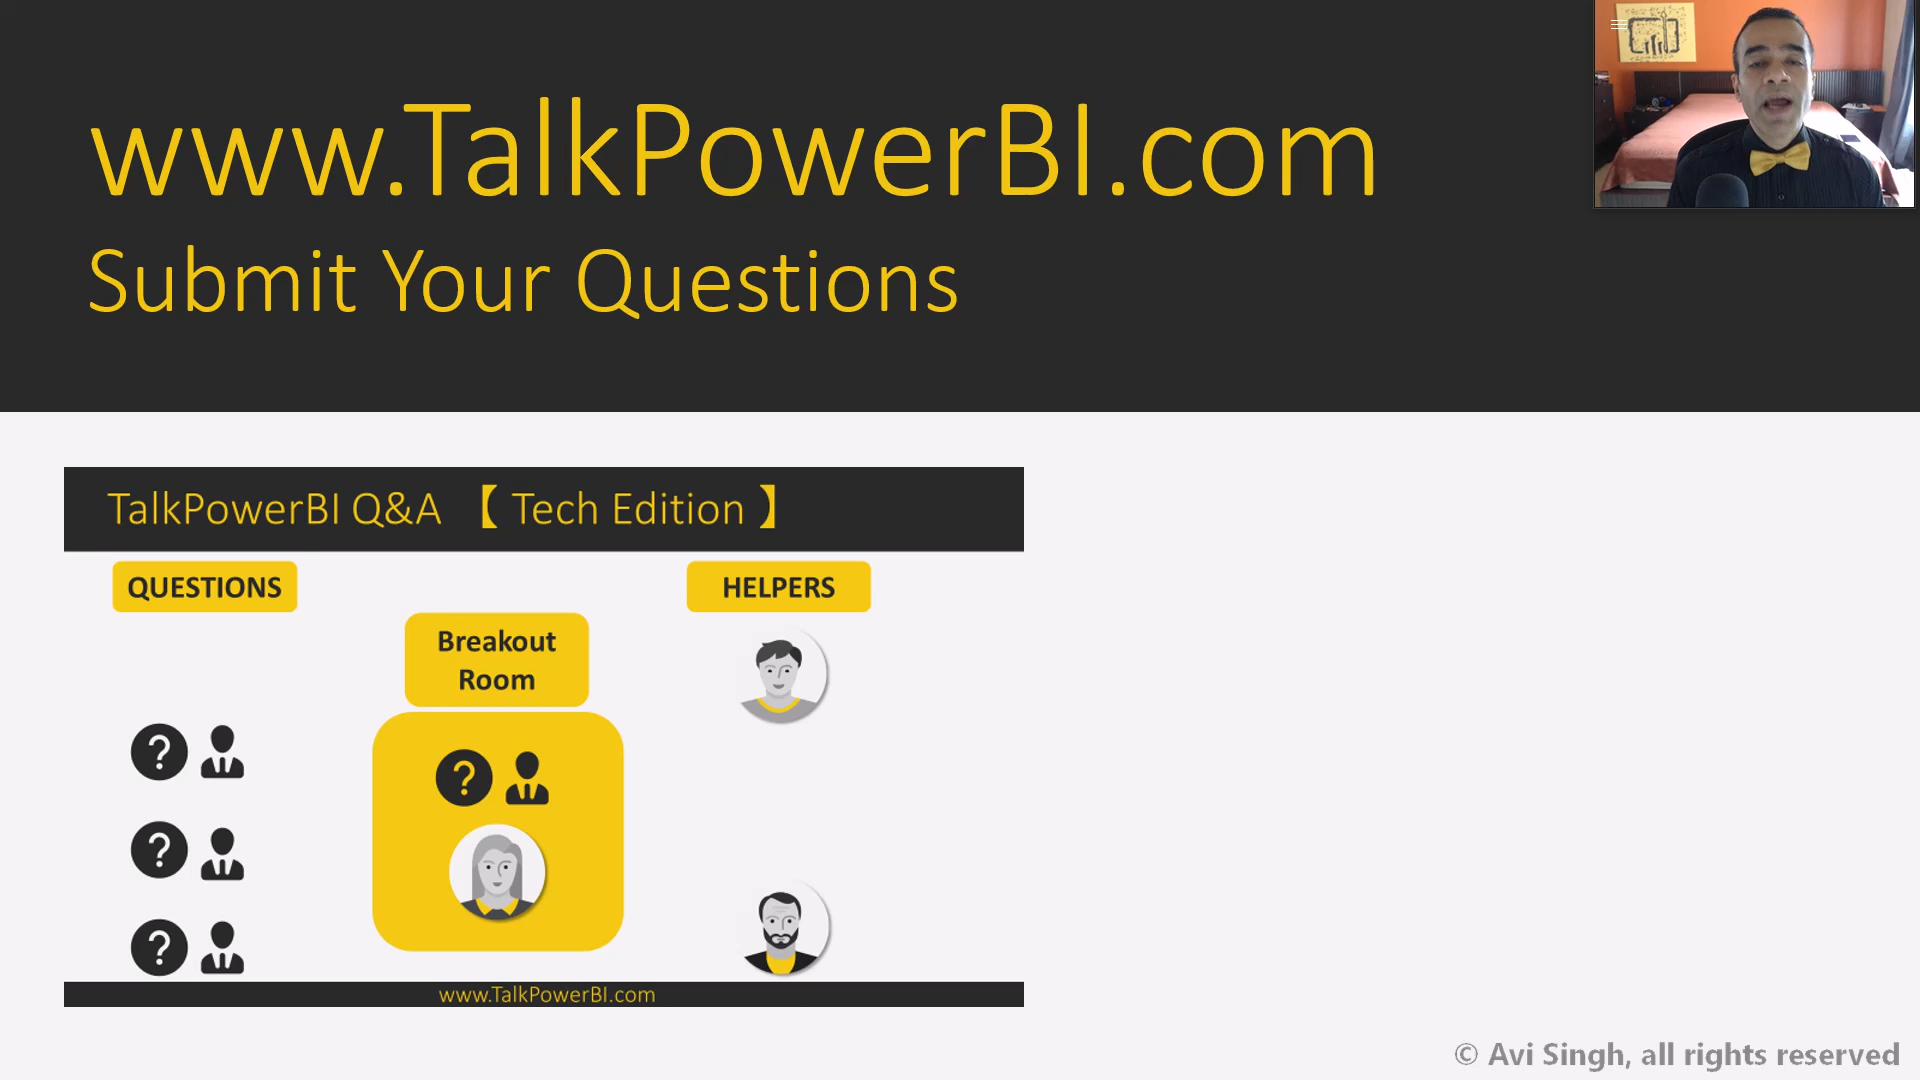 www.TalkPowerBI.com
Submit Your Questions
TalkPowerBI Q&A 【 Tech Edition 】
QUESTIONS
HELPERS
Breakout
Room
?
?
?
?
www.TalkPowerBI.com
© Avi Singh, all rights reserved